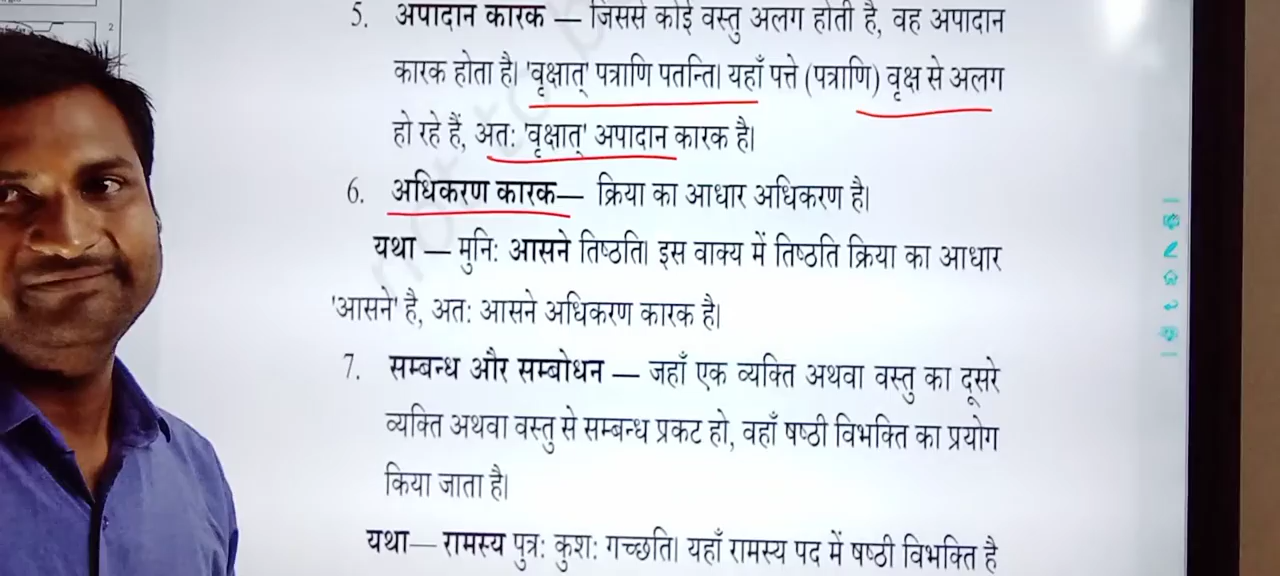 5. अपादान कारक — जिससे कोई वस्तु अलग होती है, वह अपादान
कारक होता है। 'वृक्षात्' पत्राणि पतन्ति। यहाँ पत्ते (पत्राणि) वृक्ष से अलग
हो रहे हैं, अत: 'वृक्षात्' अपादान कारक है।
6. अधिकरण कारक— क्रिया का आधार अधिकरण है।
यथा — मुनि: आसने तिष्ठति। इस वाक्य में तिष्ठति क्रिया का आधार
'आसने' है, अत: आसने अधिकरण कारक है।
7. सम्बन्ध और सम्बोधन — जहाँ एक व्यक्ति अथवा वस्तु का दूसरे
व्यक्ति अथवा वस्तु से सम्बन्ध प्रकट हो, वहाँ षष्ठी विभक्ति का प्रयोग
किया जाता है।
यथा— रामस्य पुत्र: कुश: गच्छति। यहाँ रामस्य पद में षष्ठी विभक्ति है